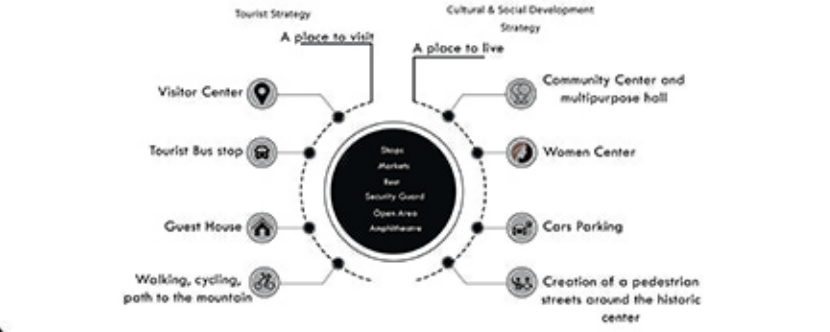 Tourist Strategy
A place to visit
Visitor Center
Tourist Bus stop
Guest House
Walking, cycling,
path to the mountain
Shops
Markets
Rest
Security Guard
Open Area
Amphitheatre
Cultural & Social Development
Strategy
A place to live
Community Center and
multipurpose hall
Women Center
Cars Parking
Creation of a pedestrian
streets around the historic
center